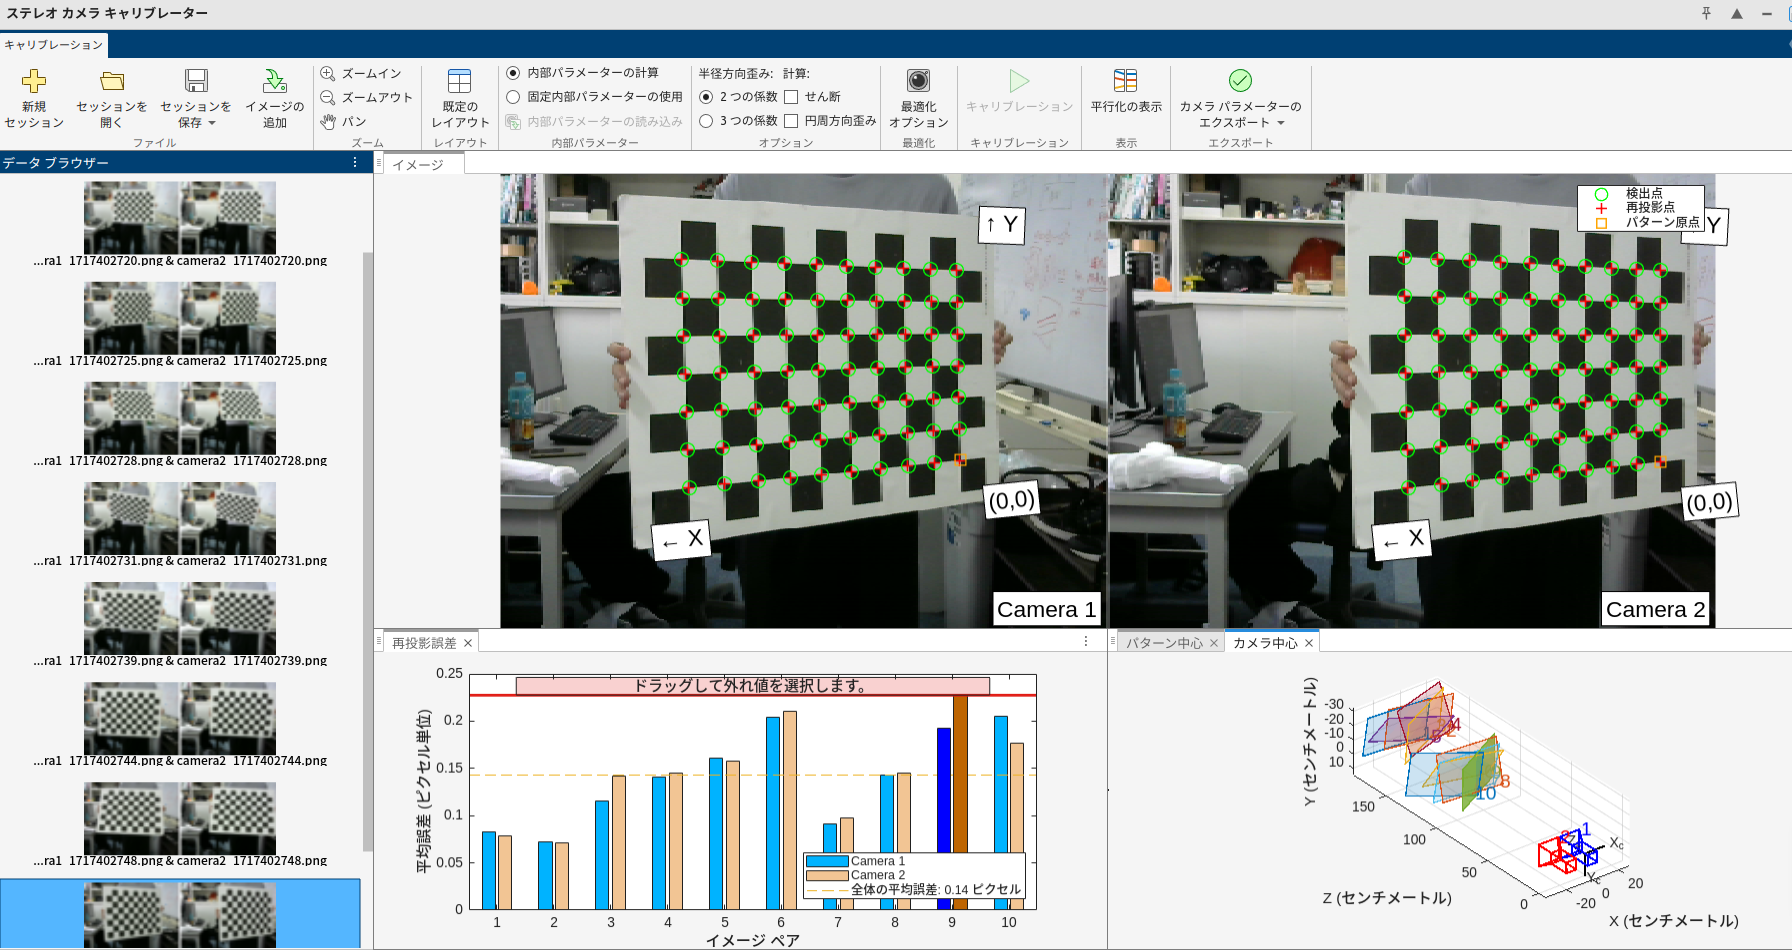 ステレオ カメラ キャリブレーター
キャリブレーション
新規
セッション
セッションを
開く
セッションを
保存
イメージの
追加
ファイル
ズームイン
ズームアウト
パン
ズーム
既定の
レイアウト
レイアウト
内部パラメーターの計算
固定内部パラメーターの使用
内部パラメーターの読み込み
内部パラメーター
半径方向歪み: 計算:
2 つの係数 せん断
3 つの係数 円周方向歪み
オプション
最適化
オプション
最適化
キャリブレーション
キャリブレーション
平行化の表示
表示
カメラ パラメーターの
エクスポート
エクスポート
データ ブラウザー
...ra1_1717402720.png & camera2_1717402720.png
...ra1_1717402725.png & camera2_1717402725.png
...ra1_1717402728.png & camera2_1717402728.png
...ra1_1717402731.png & camera2_1717402731.png
...ra1_1717402739.png & camera2_1717402739.png
...ra1_1717402744.png & camera2_1717402744.png
...ra1_1717402748.png & camera2_1717402748.png
イメージ
↑ Y
(0,0)
← X
Camera 1
検出点
再投影点
パターン原点
Y
(0,0)
← X
Camera 2
再投影誤差
ドラッグして外れ値を選択します。
平均誤差 (ピクセル単位)
0.25
0.2
0.15
0.1
0.05
0
Camera 1
Camera 2
全体の平均誤差: 0.14 ピクセル
1 2 3 4 5 6 7 8 9 10
イメージ ペア
パターン中心
カメラ中心
Y (センチメートル)
-30
-20
-10
0
10
150
100
50
0
Z (センチメートル)
-20
0
20
X (センチメートル)
4
8
10
1
Xc
Yc